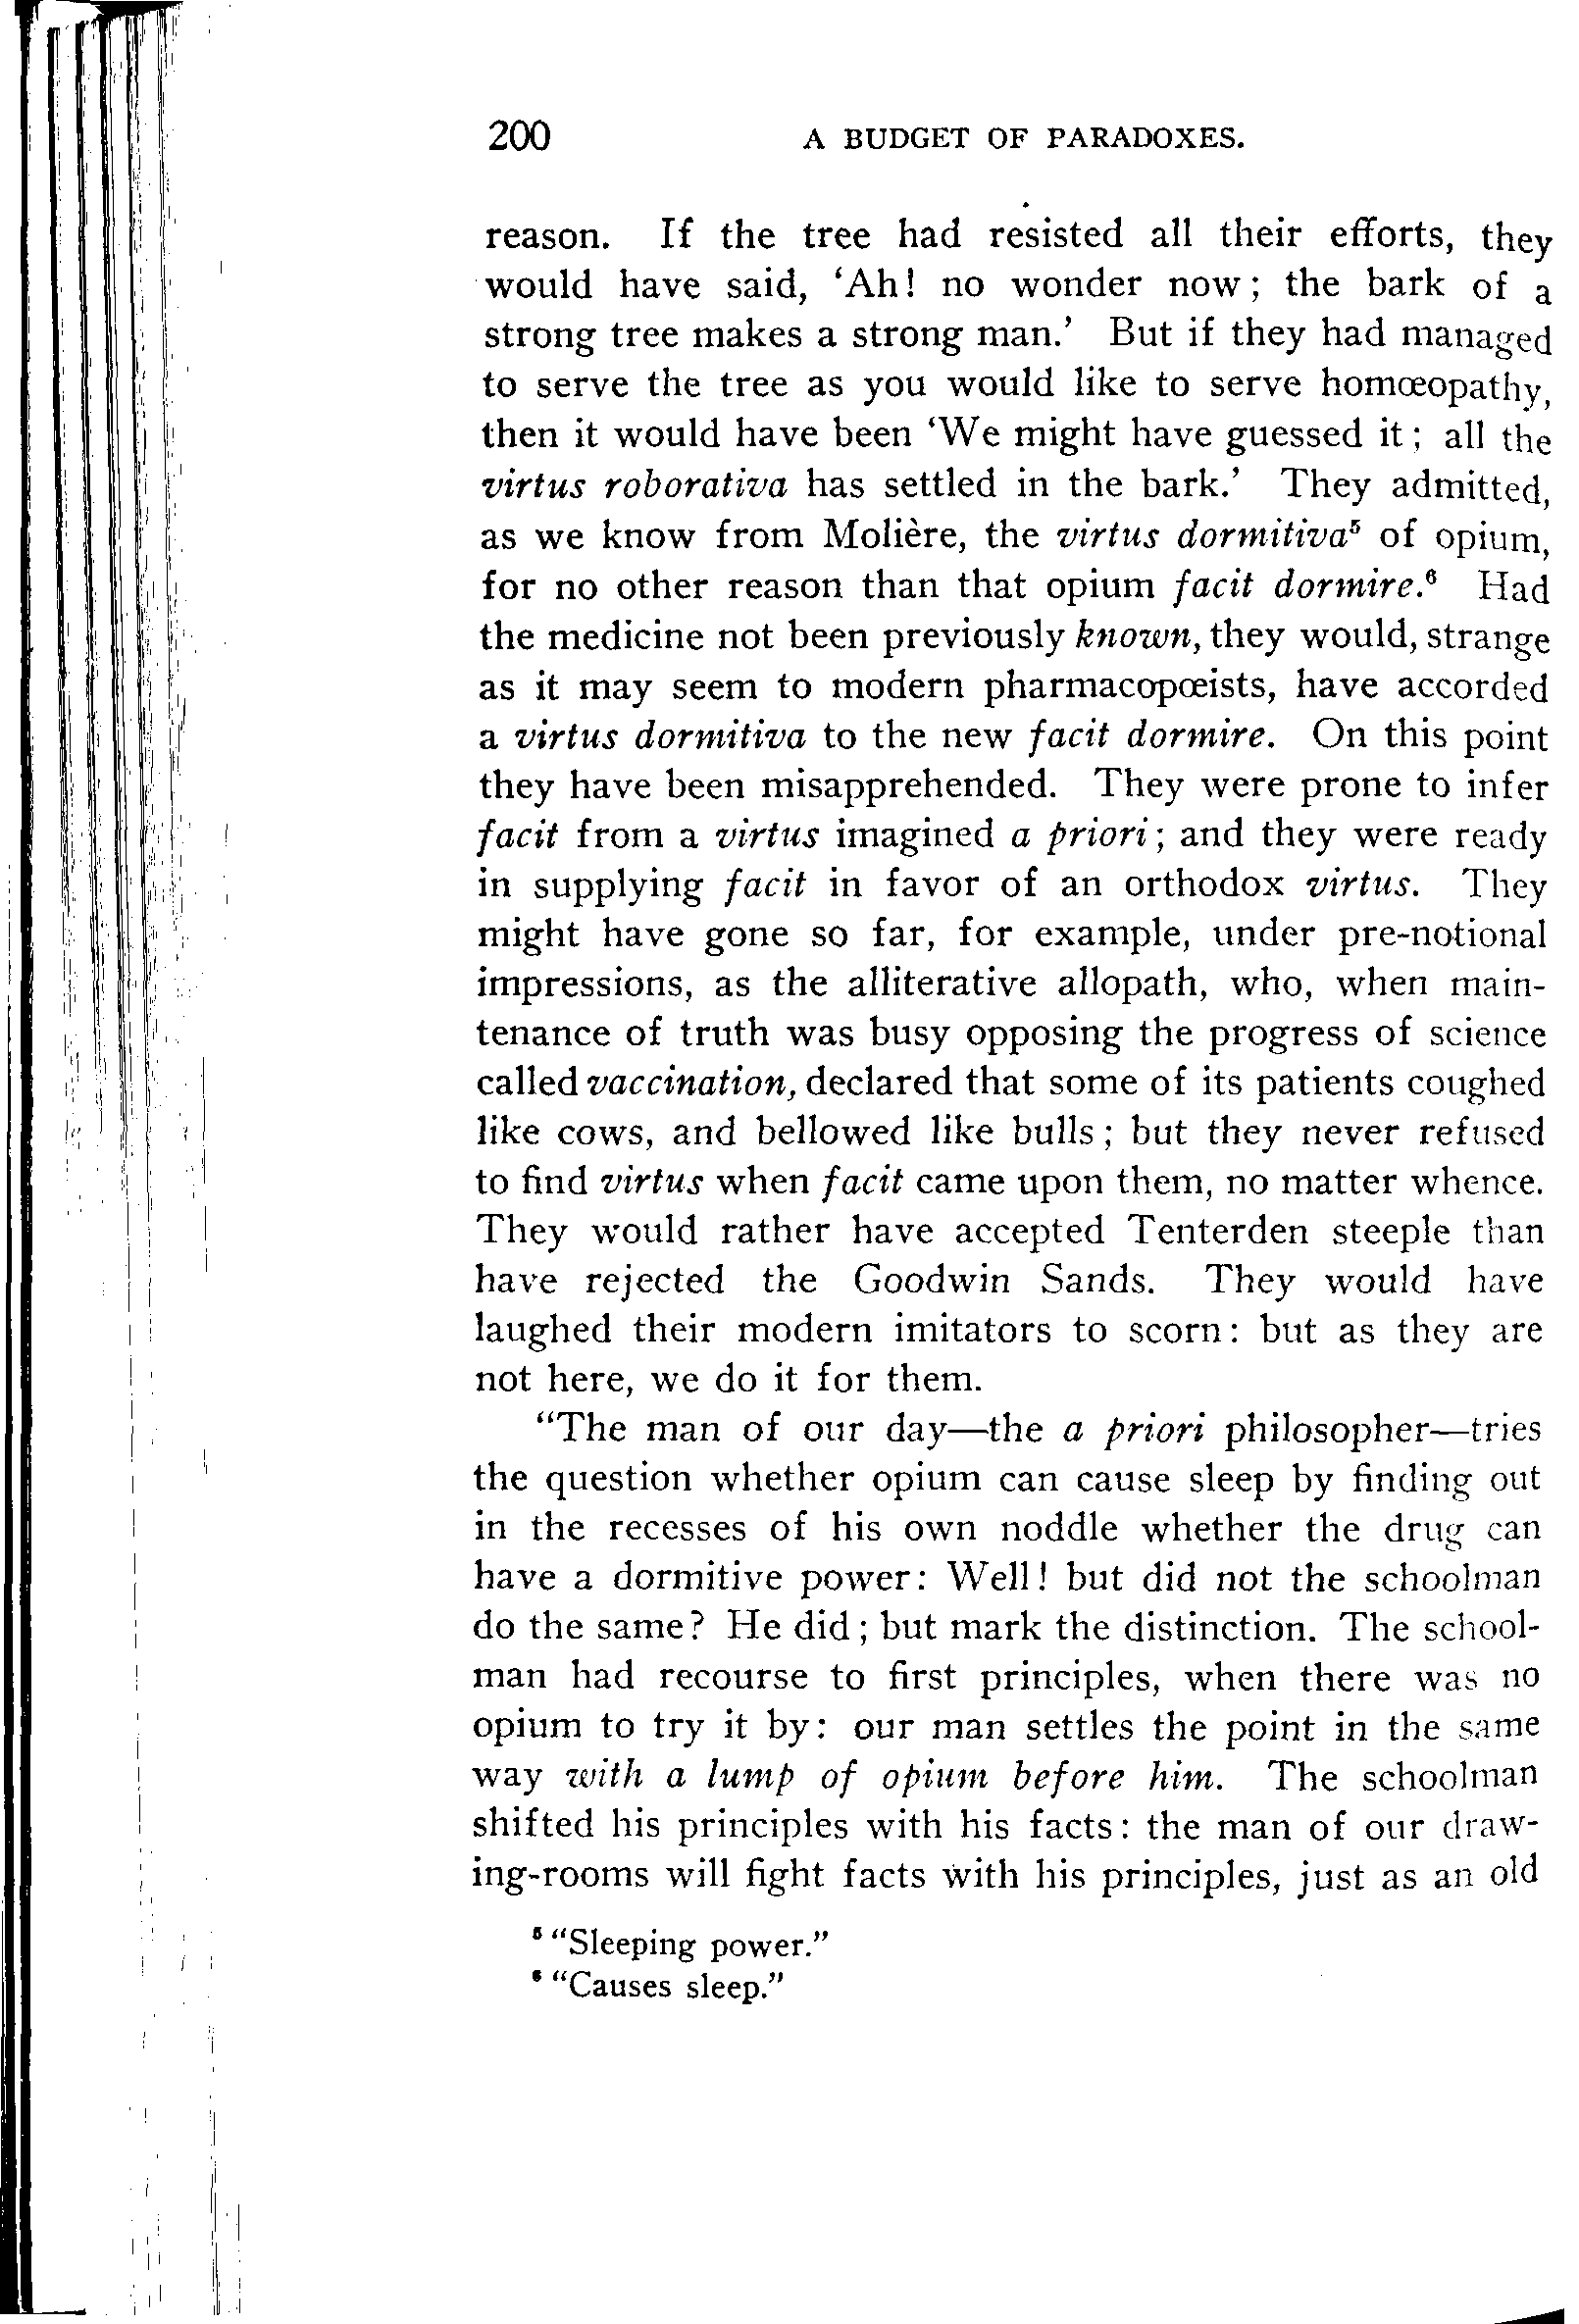 200 A BUDGET OF PARADOXES.
reason. If the tree had resisted all their efforts, they
would have said, 'Ah! no wonder now; the bark of a
strong tree makes a strong man.' But if they had managed
to serve the tree as you would like to serve homœopathy,
then it would have been 'We might have guessed it; all the
virtus roborativa has settled in the bark.' They admitted,
as we know from Molière, the virtus dormitiva⁵ of opium,
for no other reason than that opium facit dormire.⁶ Had
the medicine not been previously known, they would, strange
as it may seem to modern pharmacopœists, have accorded
a virtus dormitiva to the new facit dormire. On this point
they have been misapprehended. They were prone to infer
facit from a virtus imagined a priori; and they were ready
in supplying facit in favor of an orthodox virtus. They
might have gone so far, for example, under pre-notional
impressions, as the alliterative allopath, who, when main-
tenance of truth was busy opposing the progress of science
called vaccination, declared that some of its patients coughed
like cows, and bellowed like bulls; but they never refused
to find virtus when facit came upon them, no matter whence.
They would rather have accepted Tenterden steeple than
have rejected the Goodwin Sands. They would have
laughed their modern imitators to scorn: but as they are
not here, we do it for them.
"The man of our day—the a priori philosopher—tries
the question whether opium can cause sleep by finding out
in the recesses of his own noddle whether the drug can
have a dormitive power: Well! but did not the schoolman
do the same? He did; but mark the distinction. The school-
man had recourse to first principles, when there was no
opium to try it by: our man settles the point in the same
way with a lump of opium before him. The schoolman
shifted his principles with his facts: the man of our draw-
ing-rooms will fight facts with his principles, just as an old
⁵ "Sleeping power."
⁶ "Causes sleep."